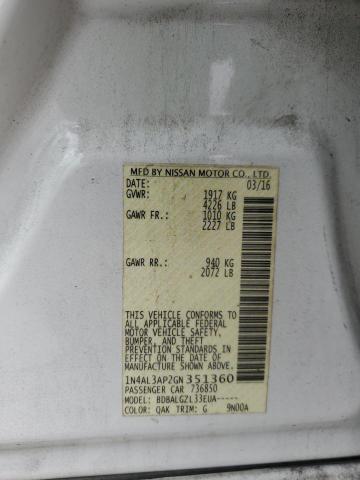 MFD BY NISSAN MOTOR CO., LTD.
DATE: 03/16
GVWR: 1917 KG
4226 LB
GAWR FR.: 1010 KG
2227 LB
GAWR RR.: 940 KG
2072 LB
THIS VEHICLE CONFORMS TO
ALL APPLICABLE FEDERAL
MOTOR VEHICLE SAFETY,
BUMPER, AND THEFT
PREVENTION STANDARDS IN
EFFECT ON THE DATE OF
MANUFACTURE SHOWN ABOVE.
1N4AL3AP2GN351360
PASSENGER CAR 736850
MODEL: BDBALGZL33EUA-----
COLOR: QAK TRIM: G 9N00A